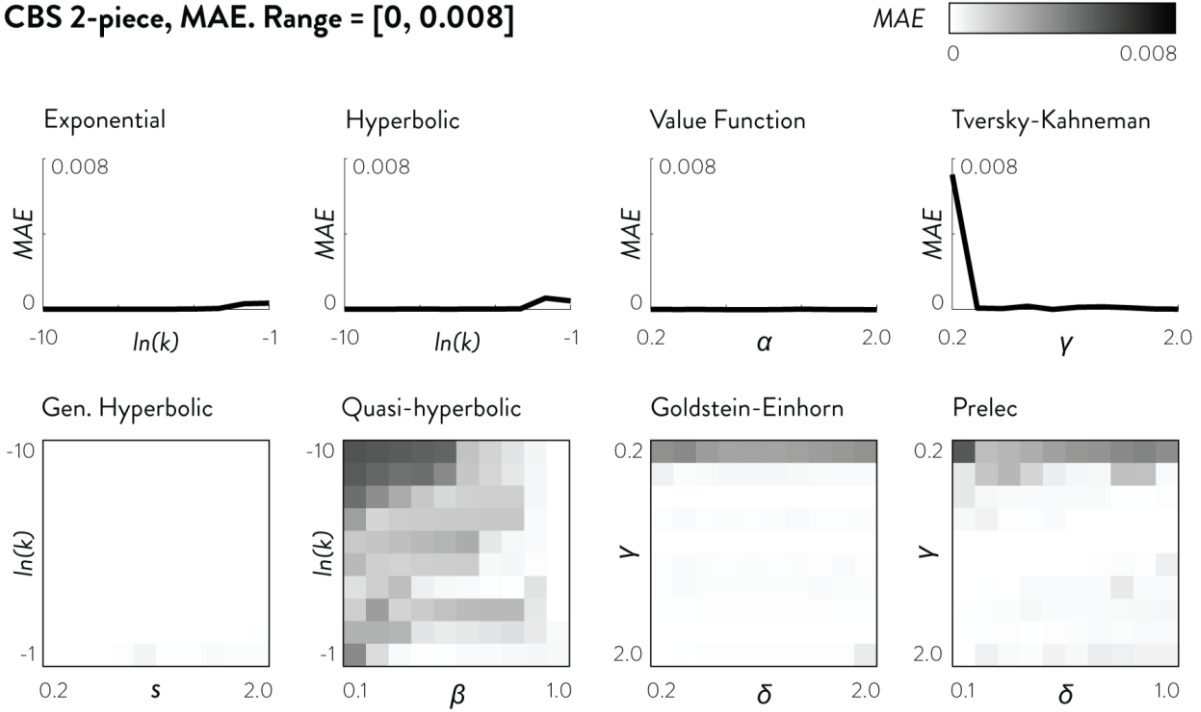 CBS 2-piece, MAE. Range = [0, 0.008]
MAE
0 0.008
Exponential
0.008
MAE
0
-10 ln(k) -1
Hyperbolic
0.008
MAE
0
-10 ln(k) -1
Value Function
0.008
MAE
0
0.2 α 2.0
Tversky-Kahneman
0.008
MAE
0
0.2 γ 2.0
Gen. Hyperbolic
-10
ln(k)
-1
0.2 s 2.0
Quasi-hyperbolic
-10
ln(k)
-1
0.1 β 1.0
Goldstein-Einhorn
0.2
γ
2.0
0.2 δ 2.0
Prelec
0.2
γ
2.0
0.1 δ 1.0